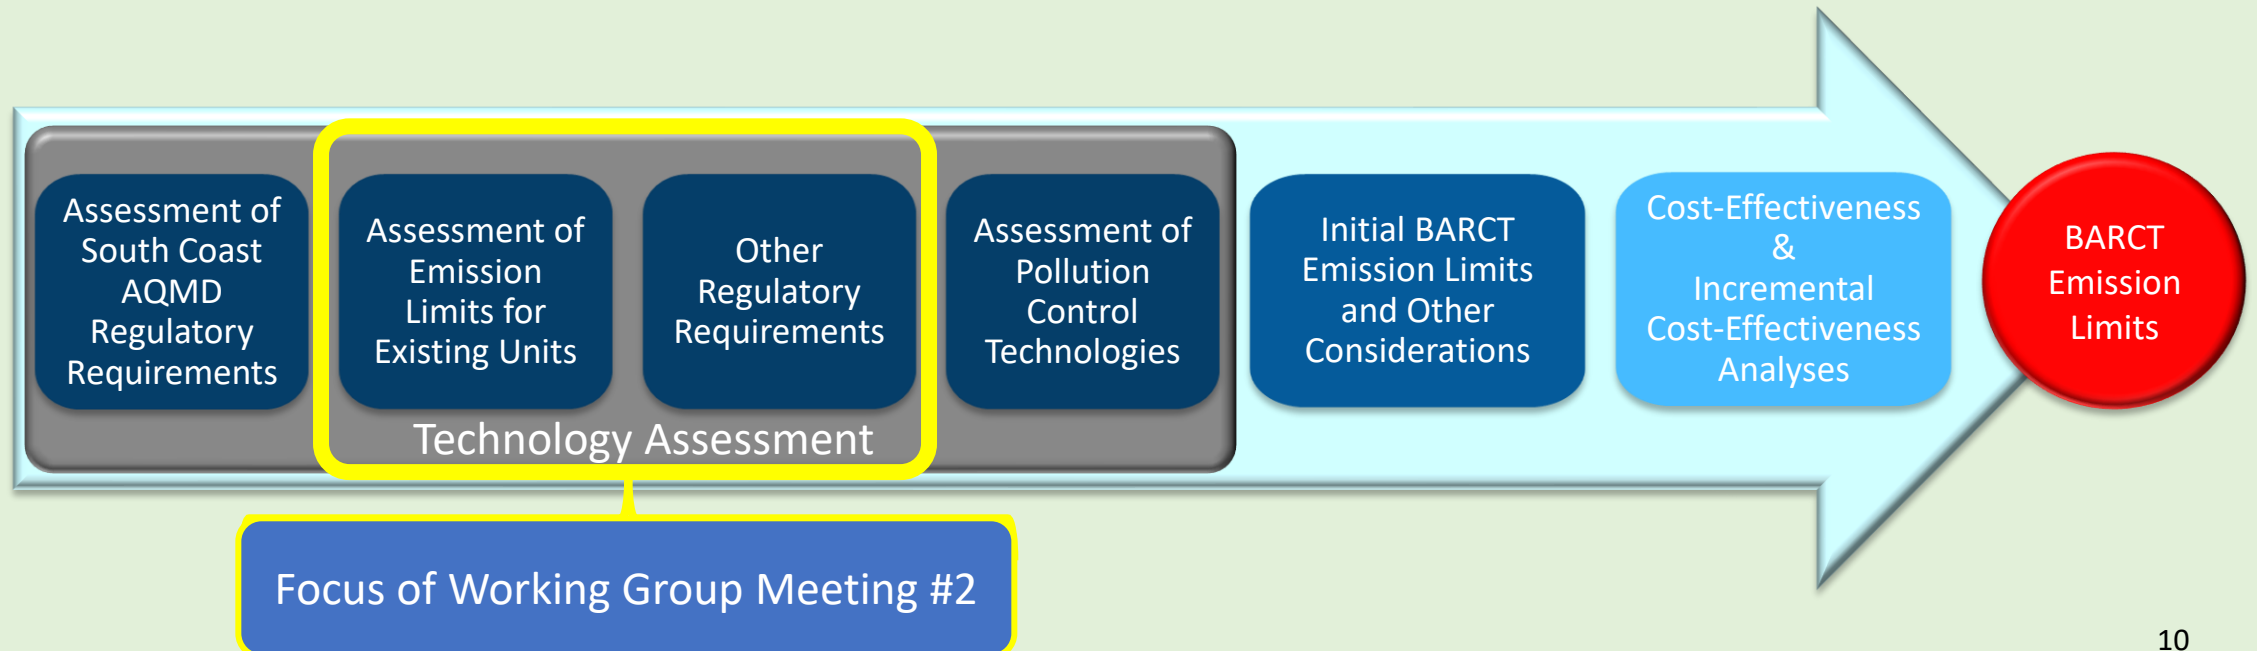 Assessment of
South Coast
AQMD
Regulatory
Requirements
Assessment of
Emission
Limits for
Existing Units
Other
Regulatory
Requirements
Assessment of
Pollution
Control
Technologies
Technology Assessment
Initial BARCT
Emission Limits
and Other
Considerations
Cost-Effectiveness
&
Incremental
Cost-Effectiveness
Analyses
BARCT
Emission
Limits
Focus of Working Group Meeting #2
10